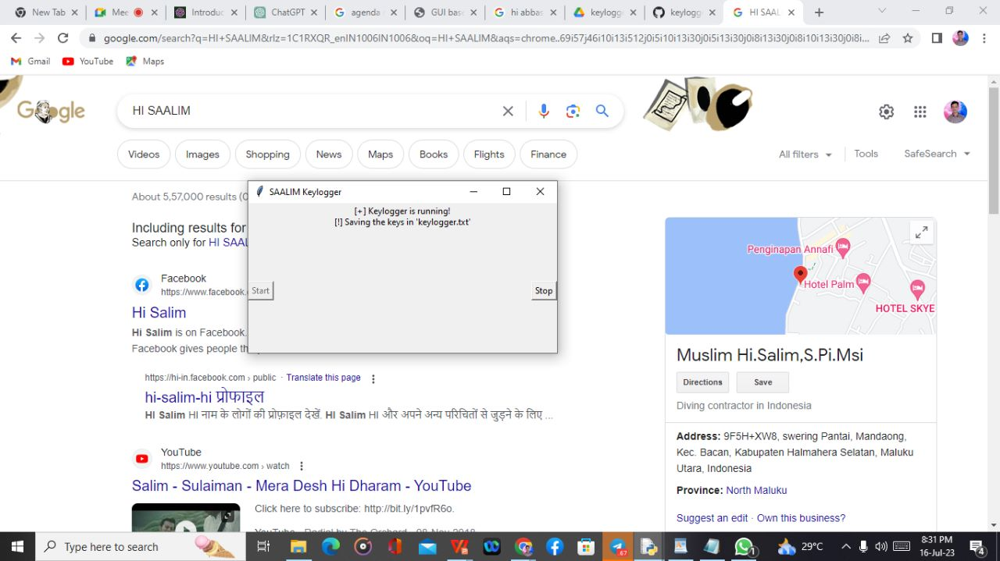 New Tab
Mee
Introduc
ChatGPT
agenda
GUI base
hi abbas
keylogge
keylogg
HI SAAL
google.com/search?q=HI+SAALIM&rlz=1C1RXQR_enIN1006IN1006&oq=HI+SAALIM&aqs=chrome..69i57j46i10i13i512j0i5i10i13i30j0i5i13i30j0i8i13i30j0i8i10i13i30j0i8i...
Gmail
YouTube
Maps
Google
HI SAALIM
Videos
Images
Shopping
News
Maps
Books
Flights
Finance
All filters
Tools
SafeSearch
About 5,57,000 results (0
SAALIM Keylogger
[+] Keylogger is running!
[!] Saving the keys in 'keylogger.txt'
Start
Stop
Including results for
Search only for HI SAAL
Facebook
https://www.facebook.
Hi Salim
Hi Salim is on Facebook.
Facebook gives people th
https://hi-in.facebook.com › public · Translate this page
hi-salim-hi प्रोफाइल
HI Salim HI नाम के लोगों की प्रोफ़ाइल देखें. HI Salim HI और अपने अन्य परिचितों से जुड़ने के लिए ...
YouTube
https://www.youtube.com › watch
Salim - Sulaiman - Mera Desh Hi Dharam - YouTube
Click here to subscribe: http://bit.ly/1pvfR6o.
Penginapan Annafi
Hotel Palm
HOTEL SKYE
Muslim Hi.Salim,S.Pi.Msi
Directions
Save
Diving contractor in Indonesia
Address: 9F5H+XW8, swering Pantai, Mandaong,
Kec. Bacan, Kabupaten Halmahera Selatan, Maluku
Utara, Indonesia
Province: North Maluku
Suggest an edit · Own this business?
Type here to search
.67
1
29°C
8:31 PM
16-Jul-23
4